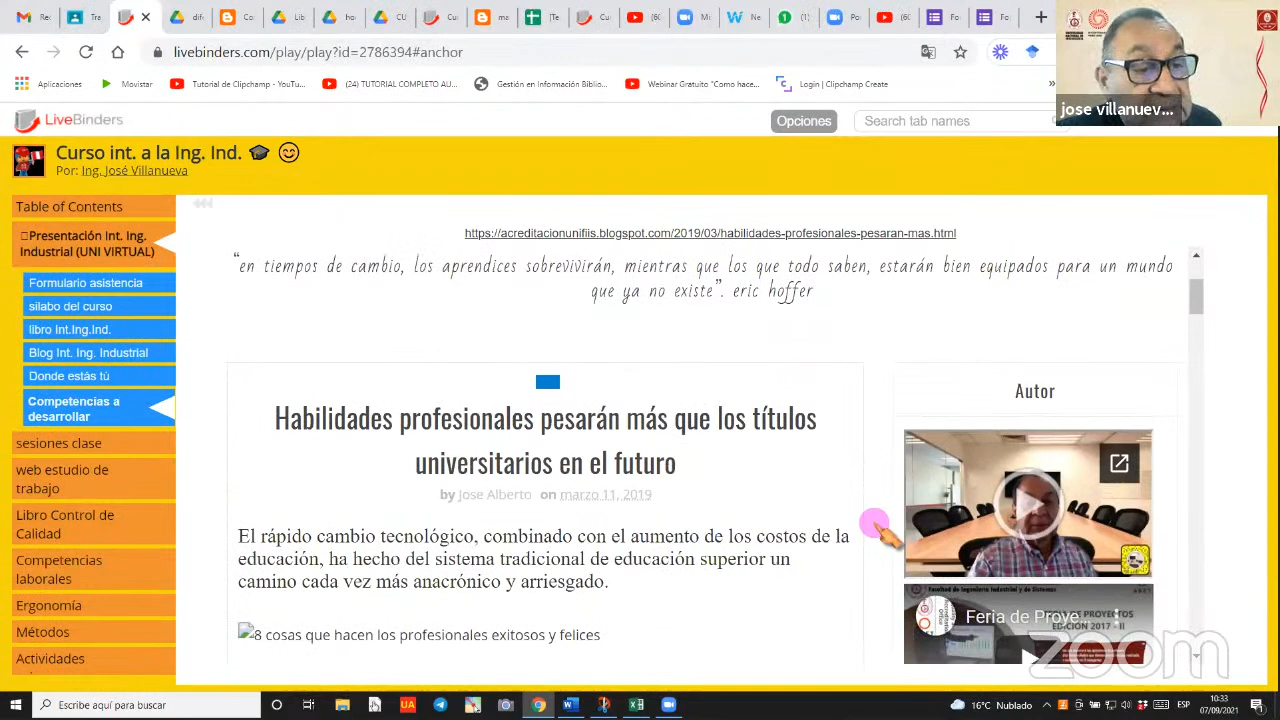 livebinders.com/play/play?id=2758324#anchor
Aplicaciones
Movistar
Tutorial de Clipchamp - YouTu...
(2) TUTORIAL COMPLETO AU...
Gestión en Información Biblio...
Webinar Gratuito "Como hace...
Login | Clipchamp Create
»
LiveBinders
Opciones
Search tab names
jose villanuev...
Curso int. a la Ing. Ind.
Por: Ing. José Villanueva
Table of Contents
Presentación Int. Ing.
Industrial (UNI VIRTUAL)
Formulario asistencia
silabo del curso
libro Int.Ing.Ind.
Blog Int. Ing. Industrial
Donde estás tú
Competencias a
desarrollar
sesiones clase
web estudio de
trabajo
Libro Control de
Calidad
Competencias
laborales
Ergonomía
Métodos
Actividades
https://acreditacionunifiis.blogspot.com/2019/03/habilidades-profesionales-pesaran-mas.html
“en tiempos de cambio, los aprendices sobrevivirán, mientras que los que todo saben, estarán bien equipados para un mundo
que ya no existe”. eric hoffer
Habilidades profesionales pesarán más que los títulos
universitarios en el futuro
by Jose Alberto on marzo 11, 2019
El rápido cambio tecnológico, combinado con el aumento de los costos de la
educación, ha hecho del sistema tradicional de educación superior un
camino cada vez más anacrónico y arriesgado.
8 cosas que hacen los profesionales exitosos y felices
Autor
Feria de Proye...
EDICIÓN 2017 - II
zoom
Escribe aquí para buscar
16°C Nublado
ESP
10:33
07/09/2021